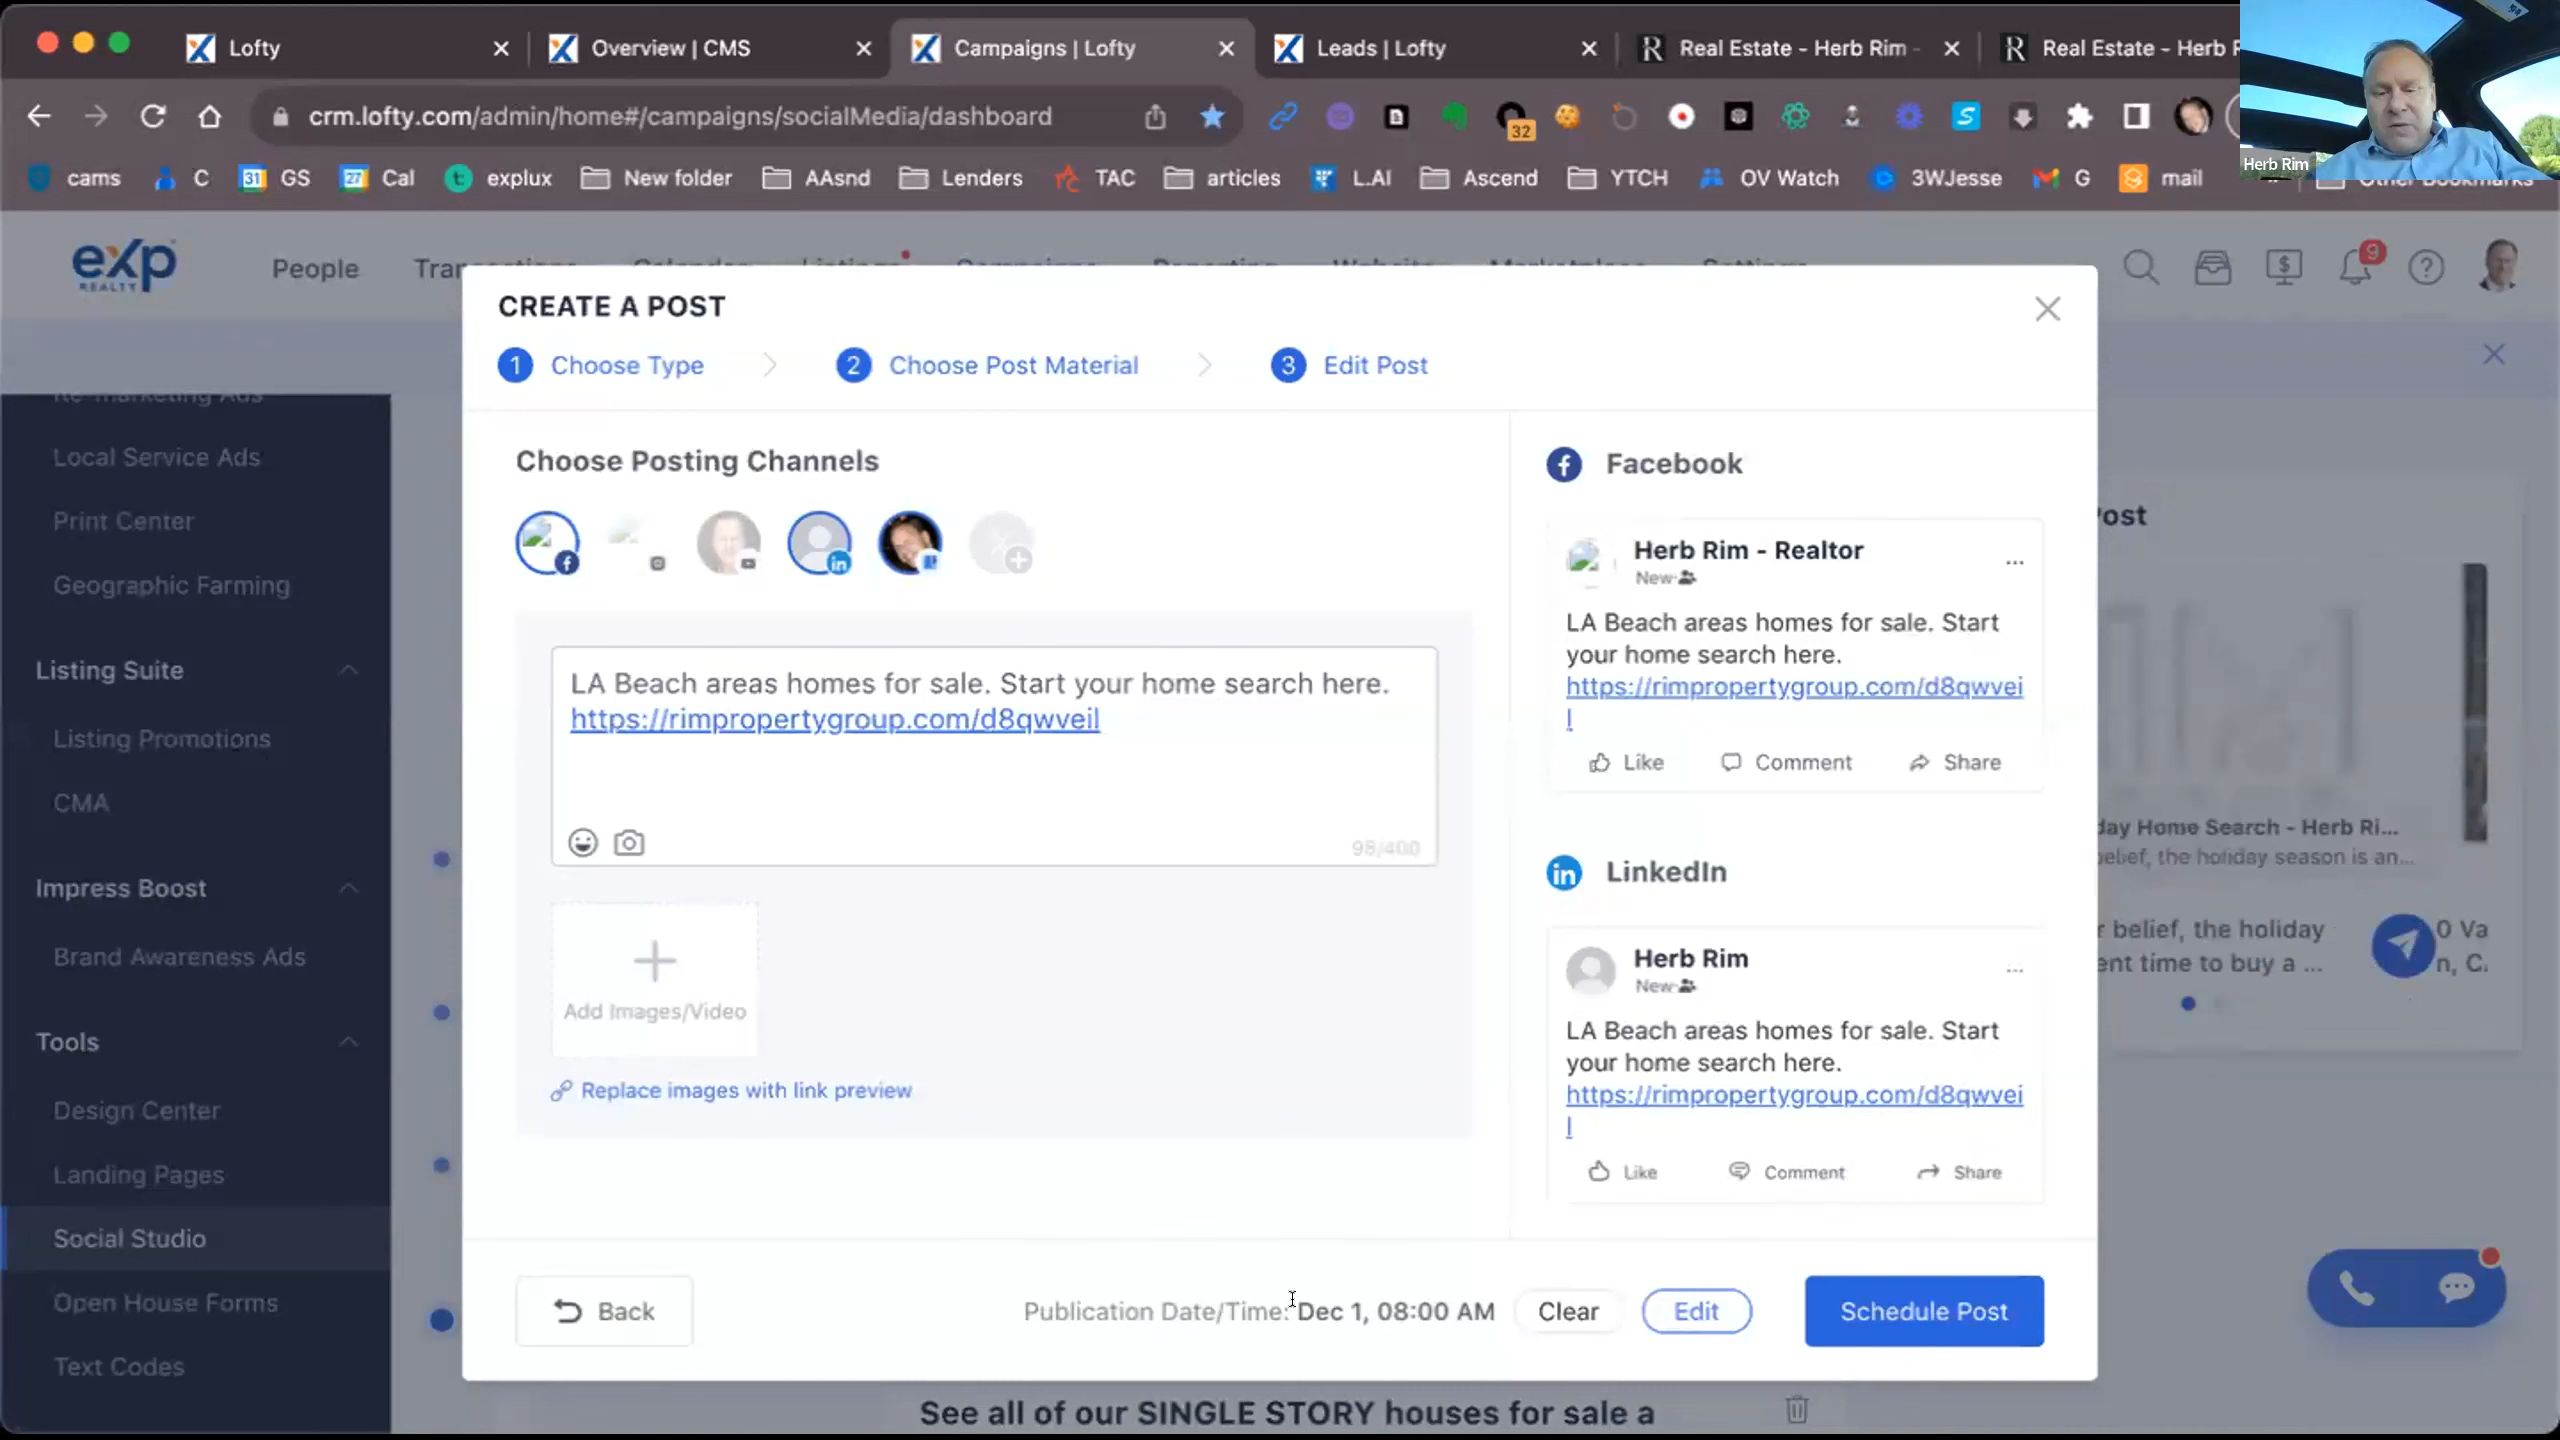 Lofty
Overview | CMS
Campaigns | Lofty
Leads | Lofty
Real Estate - Herb Rim -
Real Estate - Herb R
crm.lofty.com/admin/home#/campaigns/socialMedia/dashboard
32
Herb Rim
cams
C
31
GS
27
Cal
explux
New folder
AAsnd
Lenders
TAC
articles
L.AI
Ascend
YTCH
OV Watch
3WJesse
G
mail
Other Bookmarks
exp
REALTY
People
Transactions
Calendar
Listings
Campaigns
Reporting
Website
Marketplace
Settings
9
CREATE A POST
1 Choose Type
2 Choose Post Material
3 Edit Post
Re-marketing Ads
Local Service Ads
Print Center
Geographic Farming
Listing Suite
Listing Promotions
CMA
Impress Boost
Brand Awareness Ads
Tools
Design Center
Landing Pages
Social Studio
Open House Forms
Text Codes
Choose Posting Channels
LA Beach areas homes for sale. Start your home search here.
https://rimpropertygroup.com/d8qwveil
98/400
Add Images/Video
Replace images with link preview
Facebook
Herb Rim - Realtor
New
LA Beach areas homes for sale. Start
your home search here.
https://rimpropertygroup.com/d8qwvei
l
Like
Comment
Share
LinkedIn
Herb Rim
New
LA Beach areas homes for sale. Start
your home search here.
https://rimpropertygroup.com/d8qwvei
l
Like
Comment
Share
Post
day Home Search - Herb Ri...
belief, the holiday season is an...
r belief, the holiday
ent time to buy a ...
0 Va
n, C.
Back
Publication Date/Time: Dec 1, 08:00 AM
Clear
Edit
Schedule Post
See all of our SINGLE STORY houses for sale a